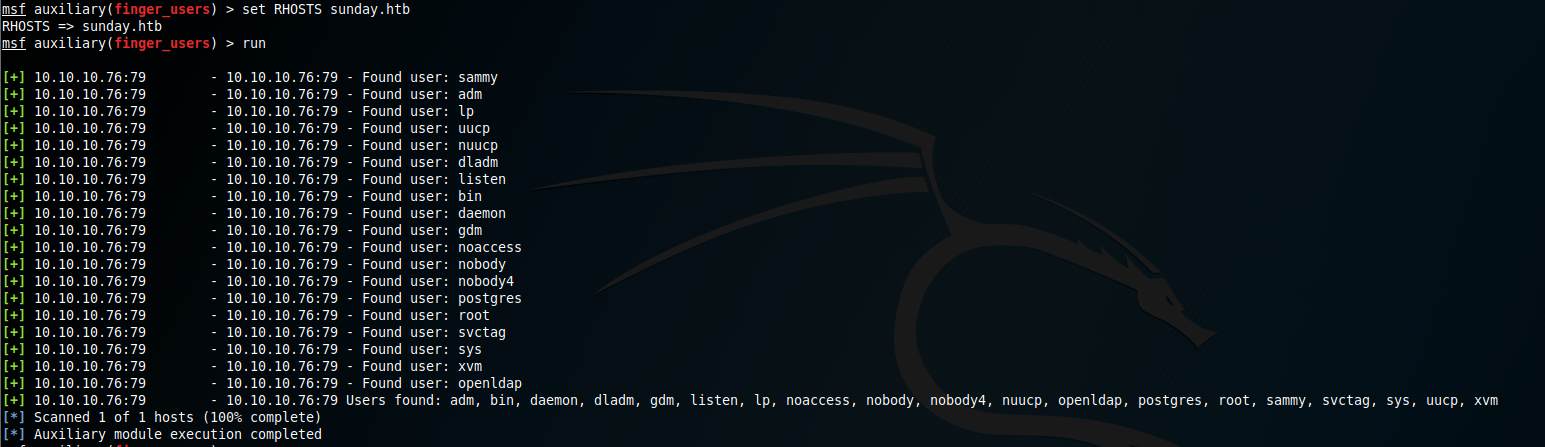 msf auxiliary(finger_users) > set RHOSTS sunday.htb
RHOSTS => sunday.htb
msf auxiliary(finger_users) > run
[+] 10.10.10.76:79 - 10.10.10.76:79 - Found user: sammy
[+] 10.10.10.76:79 - 10.10.10.76:79 - Found user: adm
[+] 10.10.10.76:79 - 10.10.10.76:79 - Found user: lp
[+] 10.10.10.76:79 - 10.10.10.76:79 - Found user: uucp
[+] 10.10.10.76:79 - 10.10.10.76:79 - Found user: nuucp
[+] 10.10.10.76:79 - 10.10.10.76:79 - Found user: dladm
[+] 10.10.10.76:79 - 10.10.10.76:79 - Found user: listen
[+] 10.10.10.76:79 - 10.10.10.76:79 - Found user: bin
[+] 10.10.10.76:79 - 10.10.10.76:79 - Found user: daemon
[+] 10.10.10.76:79 - 10.10.10.76:79 - Found user: gdm
[+] 10.10.10.76:79 - 10.10.10.76:79 - Found user: noaccess
[+] 10.10.10.76:79 - 10.10.10.76:79 - Found user: nobody
[+] 10.10.10.76:79 - 10.10.10.76:79 - Found user: nobody4
[+] 10.10.10.76:79 - 10.10.10.76:79 - Found user: postgres
[+] 10.10.10.76:79 - 10.10.10.76:79 - Found user: root
[+] 10.10.10.76:79 - 10.10.10.76:79 - Found user: svctag
[+] 10.10.10.76:79 - 10.10.10.76:79 - Found user: sys
[+] 10.10.10.76:79 - 10.10.10.76:79 - Found user: xvm
[+] 10.10.10.76:79 - 10.10.10.76:79 - Found user: openldap
[+] 10.10.10.76:79 - 10.10.10.76:79 Users found: adm, bin, daemon, dladm, gdm, listen, lp, noaccess, nobody, nobody4, nuucp, openldap, postgres, root, sammy, svctag, sys, uucp, xvm
[*] Scanned 1 of 1 hosts (100% complete)
[*] Auxiliary module execution completed